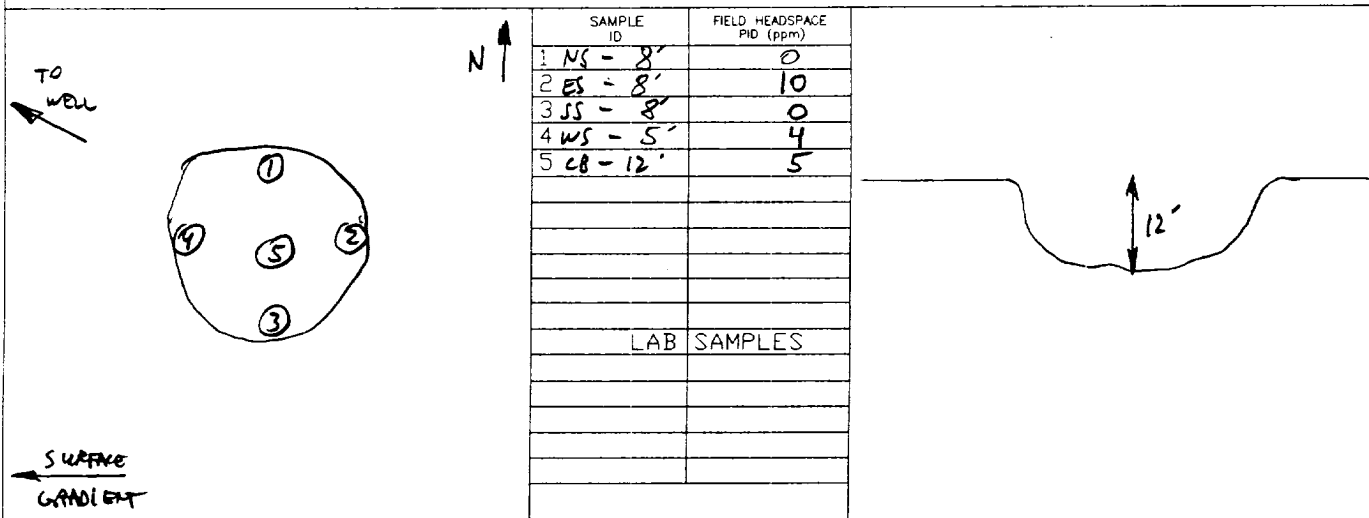 TO
WELL
N
①
④
⑤
②
③
SURFACE
GRADIENT
SAMPLE ID FIELD HEADSPACE PID (ppm)
1 NS - 8' 0
2 ES - 8' 10
3 SS - 8' 0
4 WS - 5' 4
5 CB - 12' 5
LAB SAMPLES
12'